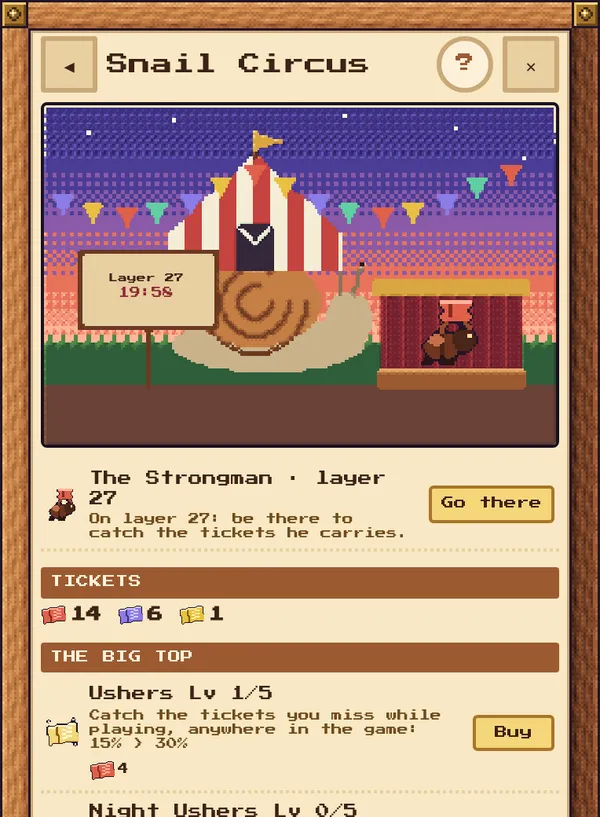 Snail Circus
?
Layer 27
19:58
The Strongman · layer
27
On layer 27: be there to
catch the tickets he carries.
Go there
TICKETS
14 6 1
THE BIG TOP
Ushers Lv 1/5
Catch the tickets you miss while
playing, anywhere in the game:
15% > 30%
4
Buy
Night Ushers Lv 0/5